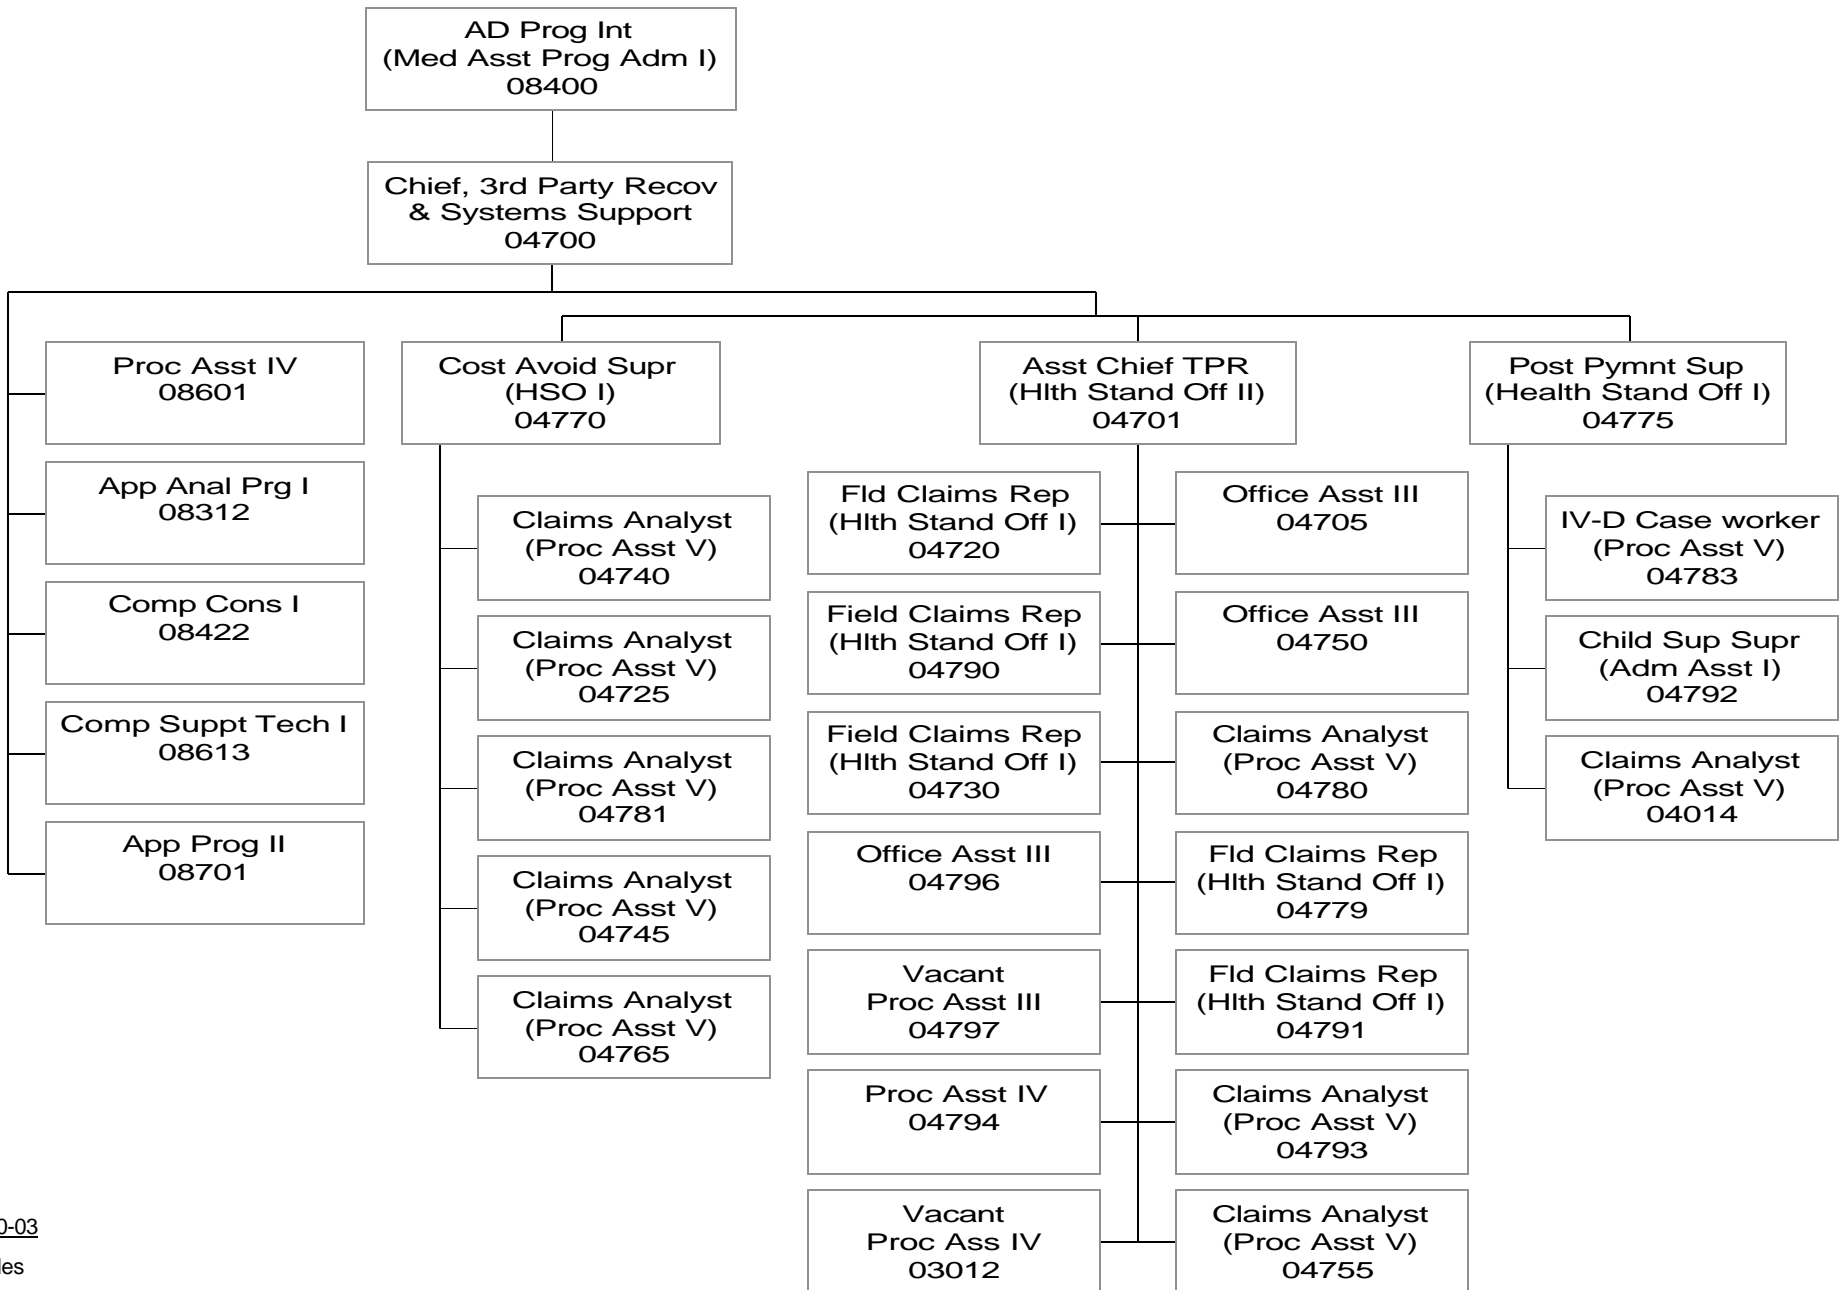 AD Prog Int
(Med Asst Prog Adm I)
08400
Chief, 3rd Party Recov
& Systems Support
04700
Proc Asst IV
08601
App Anal Prg I
08312
Comp Cons I
08422
Comp Suppt Tech I
08613
App Prog II
08701
Cost Avoid Supr
(HSO I)
04770
Claims Analyst
(Proc Asst V)
04740
Claims Analyst
(Proc Asst V)
04725
Claims Analyst
(Proc Asst V)
04781
Claims Analyst
(Proc Asst V)
04745
Claims Analyst
(Proc Asst V)
04765
Asst Chief TPR
(Hlth Stand Off II)
04701
Fld Claims Rep
(Hlth Stand Off I)
04720
Field Claims Rep
(Hlth Stand Off I)
04790
Field Claims Rep
(Hlth Stand Off I)
04730
Office Asst III
04796
Vacant
Proc Asst III
04797
Proc Asst IV
04794
Vacant
Proc Ass IV
03012
Office Asst III
04705
Office Asst III
04750
Claims Analyst
(Proc Asst V)
04780
Fld Claims Rep
(Hlth Stand Off I)
04779
Fld Claims Rep
(Hlth Stand Off I)
04791
Claims Analyst
(Proc Asst V)
04793
Claims Analyst
(Proc Asst V)
04755
Post Pymnt Sup
(Health Stand Off I)
04775
IV-D Case worker
(Proc Asst V)
04783
Child Sup Supr
(Adm Asst I)
04792
Claims Analyst
(Proc Asst V)
04014
0-03
les